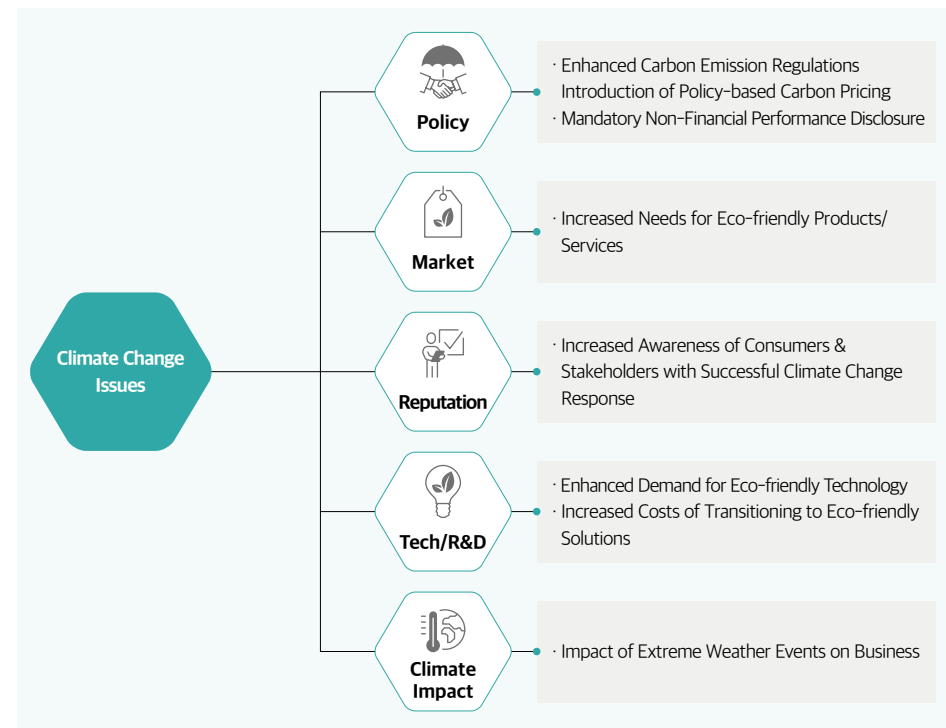 Climate Change
Issues
Policy
· Enhanced Carbon Emission Regulations
Introduction of Policy-based Carbon Pricing
· Mandatory Non-Financial Performance Disclosure
Market
· Increased Needs for Eco-friendly Products/
Services
Reputation
· Increased Awareness of Consumers &
Stakeholders with Successful Climate Change
Response
Tech/R&D
· Enhanced Demand for Eco-friendly Technology
· Increased Costs of Transitioning to Eco-friendly
Solutions
Climate
Impact
· Impact of Extreme Weather Events on Business